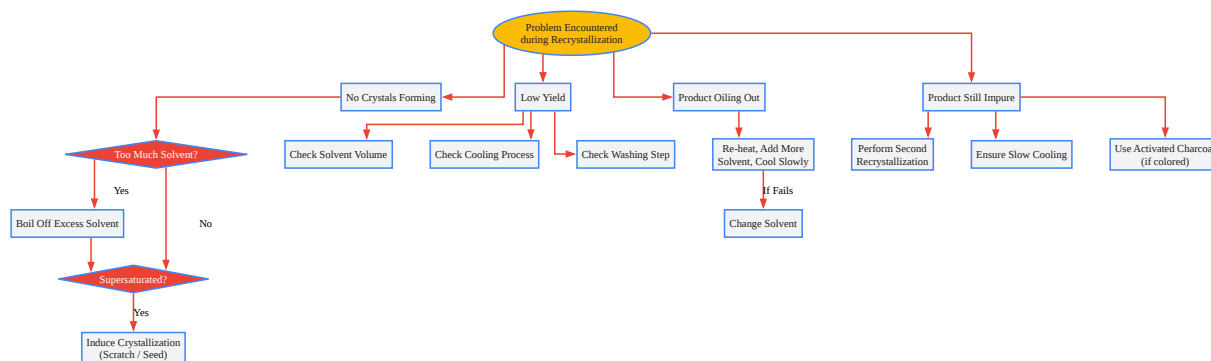 Problem Encountered
during Recrystallization
No Crystals Forming
Low Yield
Product Oiling Out
Product Still Impure
Too Much Solvent?
Check Solvent Volume
Check Cooling Process
Check Washing Step
Re-heat, Add More
Solvent, Cool Slowly
Perform Second
Recrystallization
Ensure Slow Cooling
Use Activated Charcoa
(if colored)
Yes
If Fails
Boil Off Excess Solvent
No
Change Solvent
Supersaturated?
Yes
Induce Crystallization
(Scratch / Seed)